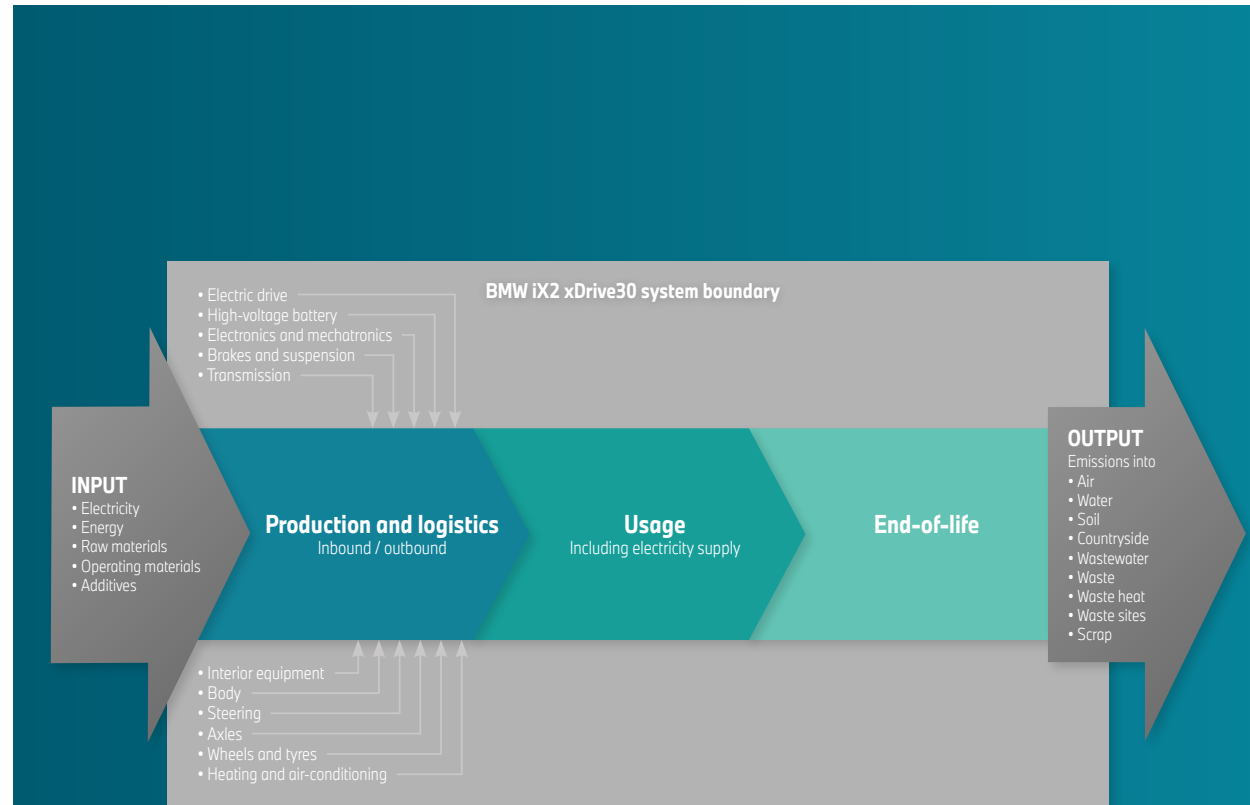 BMW iX2 xDrive30 system boundary
• Electric drive
• High-voltage battery
• Electronics and mechatronics
• Brakes and suspension
• Transmission
INPUT
• Electricity
• Energy
• Raw materials
• Operating materials
• Additives
Production and logistics
Inbound / outbound
Usage
Including electricity supply
End-of-life
OUTPUT
Emissions into
• Air
• Water
• Soil
• Countryside
• Wastewater
• Waste
• Waste heat
• Waste sites
• Scrap
• Interior equipment
• Body
• Steering
• Axles
• Wheels and tyres
• Heating and air-conditioning